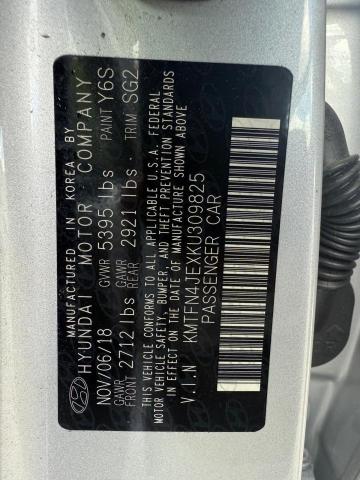 MANUFACTURED IN KOREA BY
HYUNDAI MOTOR COMPANY
NOV/06/18 GVWR 5395 lbs PAINT Y6S
GAWR FRONT 2712 lbs GAWR REAR 2921 lbs TRIM SG2
THIS VEHICLE CONFORMS TO ALL APPLICABLE U.S.A. FEDERAL
MOTOR VEHICLE SAFETY, BUMPER, AND THEFT PREVENTION STANDARDS
IN EFFECT ON THE DATE OF MANUFACTURE SHOWN ABOVE
V.I.N KMTFN4JEXKU309825
PASSENGER CAR